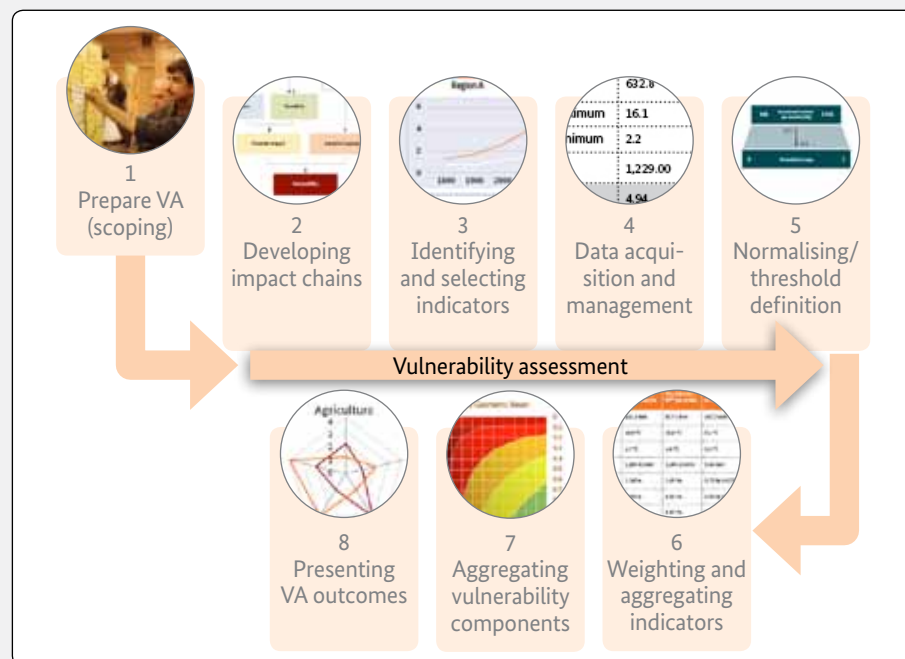 1
Prepare VA
(scoping)
2
Developing
impact chains
Region A
3
Identifying
and selecting
indicators
632.8
16.1
2.2
1,229.00
4.94
4
Data acqui-
sition and
management
5
Normalising/
threshold
definition
Vulnerability assessment
Agriculture
8
Presenting
VA outcomes
7
Aggregating
vulnerability
components
6
Weighting and
aggregating
indicators